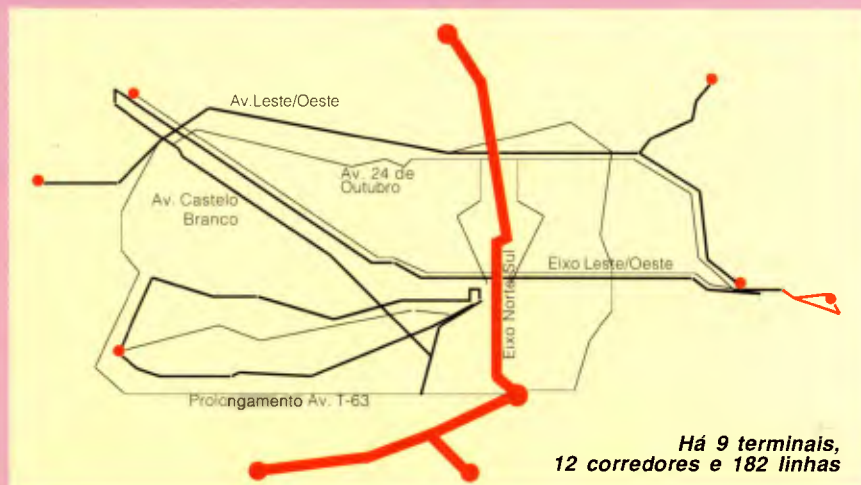 Av.Leste/Oeste
Av. 24 de
Outubro
Av. Castelo
Branco
Eixo Leste/Oeste
Eixo Norte/Sul
Prolongamento Av. T-63
Há 9 terminais,
12 corredores e 182 linhas